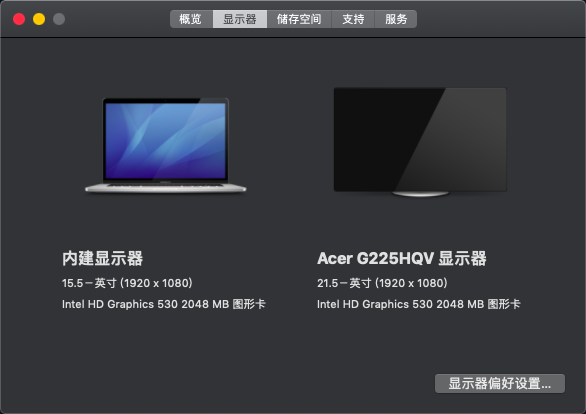 概览 显示器 储存空间 支持 服务
内建显示器
15.5－英寸 (1920 x 1080)
Intel HD Graphics 530 2048 MB 图形卡
Acer G225HQV 显示器
21.5－英寸 (1920 x 1080)
Intel HD Graphics 530 2048 MB 图形卡
显示器偏好设置...